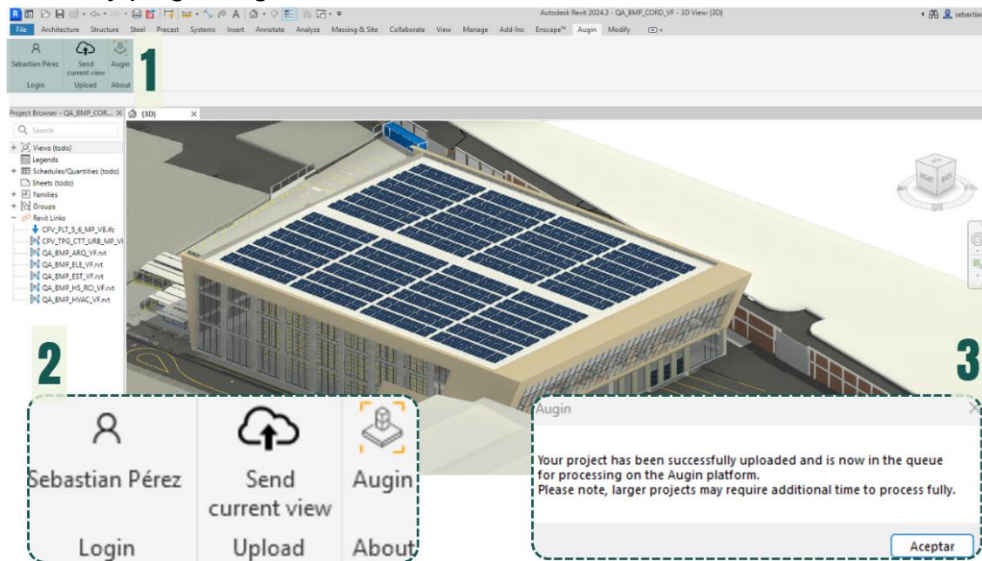 Autodesk Revit 2024.3 - QA_BMP_CORD_VF - 3D View: (3D)
sebastian
File Architecture Structure Steel Precast Systems Insert Annotate Analyze Massing & Site Collaborate View Manage Add-Ins Enscape™ Augin Modify
Sebastian Pérez
Send
current view
Augin
Login
Upload
About
1
Project Browser - QA_BMP_COR...
(3D)
Search
Views (todo)
Legends
Schedules/Quantities (todo)
Sheets (todo)
Families
Groups
Revit Links
CPV_PLT_5_6_MP_VB.ifc
CPV_TPG_CTT_URB_MP_V
QA_BMP_ARQ_VF.rvt
QA_BMP_ELE_VF.rvt
QA_BMP_EST_VF.rvt
QA_BMP_HS_RCI_VF.rvt
QA_BMP_HVAC_VF.rvt
RIGHT BACK
2
Sebastian Pérez
Send
current view
Augin
Login
Upload
About
3
Augin
Your project has been successfully uploaded and is now in the queue
for processing on the Augin platform.
Please note, larger projects may require additional time to process fully.
Aceptar